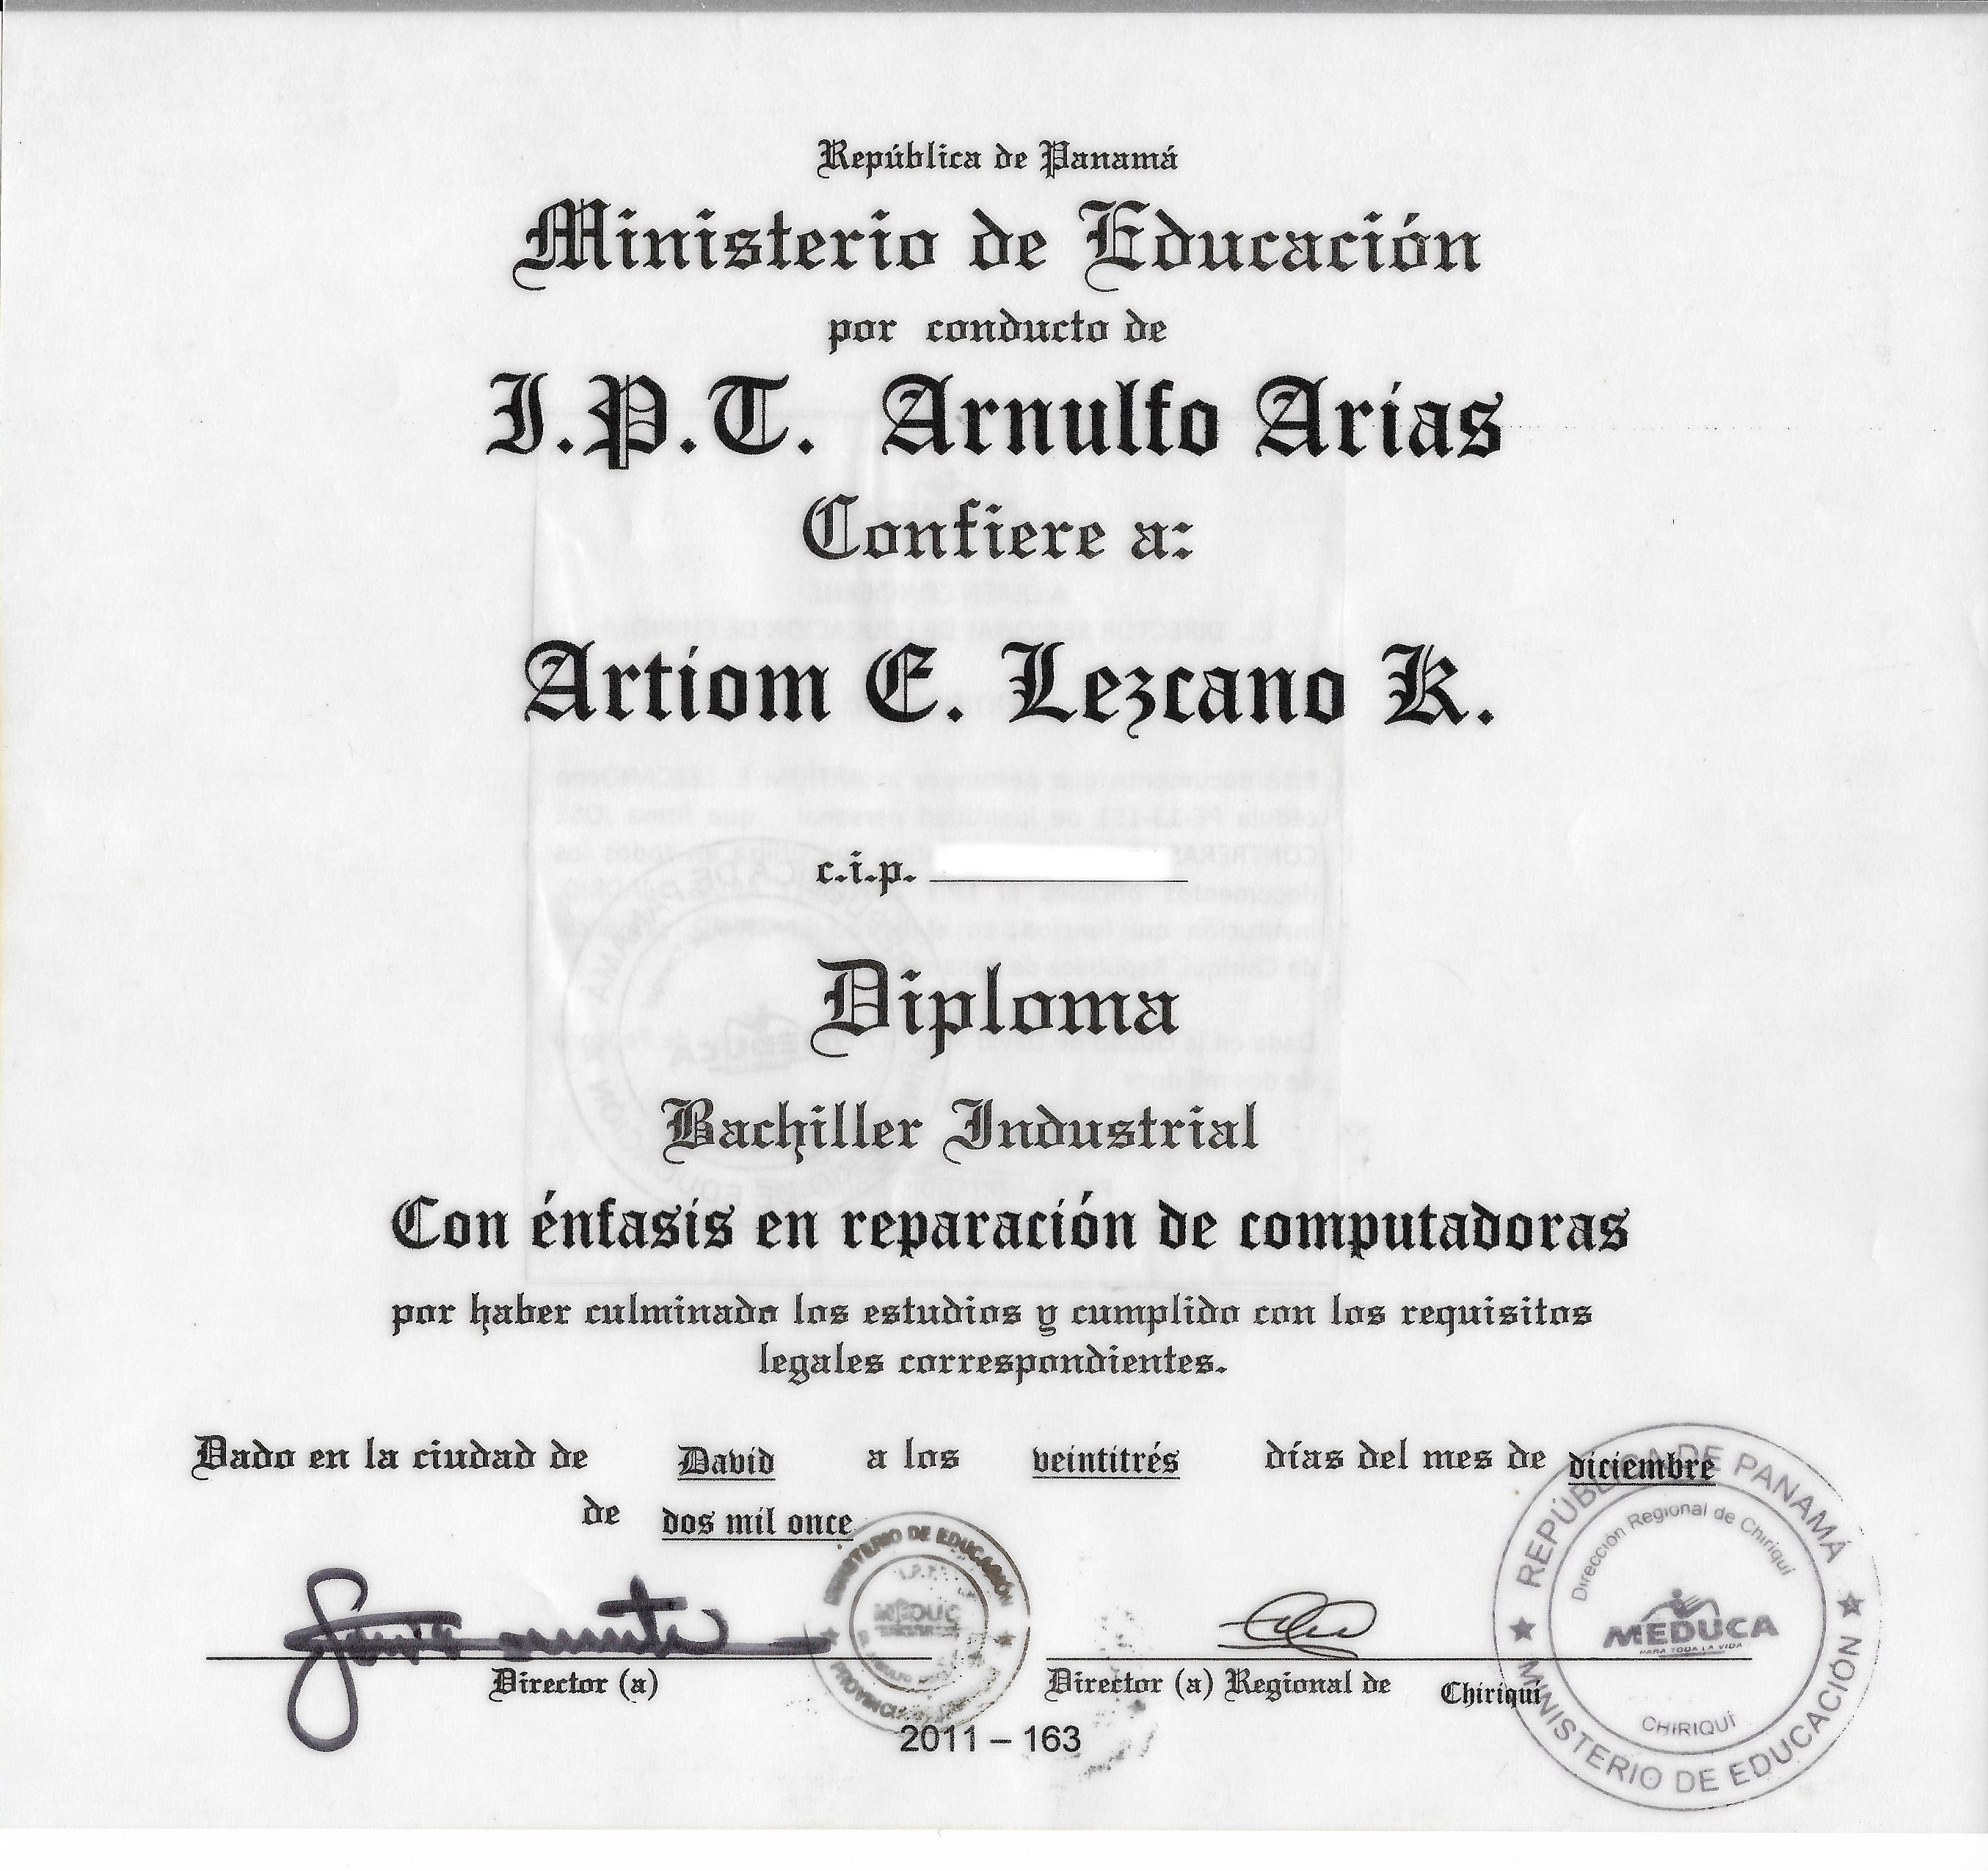 República de Panamá
Ministerio de Educación
por conducto de
I.P.T. Arnulfo Arias
Confiere a:
Artiom E. Lezcano K.
c.i.p.
Diploma
Bachiller Industrial
Con énfasis en reparación de computadoras
por haber culminado los estudios y cumplido con los requisitos
legales correspondientes.
Dado en la ciudad de David a los veintitrés días del mes de diciembre
de dos mil once
MINISTERIO DE EDUCACIÓN
I.P.T.
MEDUC
REPÚBLICA DE PANAMÁ
Dirección Regional de Chiriquí
MEDUCA
PARA TODA LA VIDA
CHIRIQUÍ
MINISTERIO DE EDUCACIÓN
Director (a)
Director (a) Regional de Chiriquí
2011 – 163